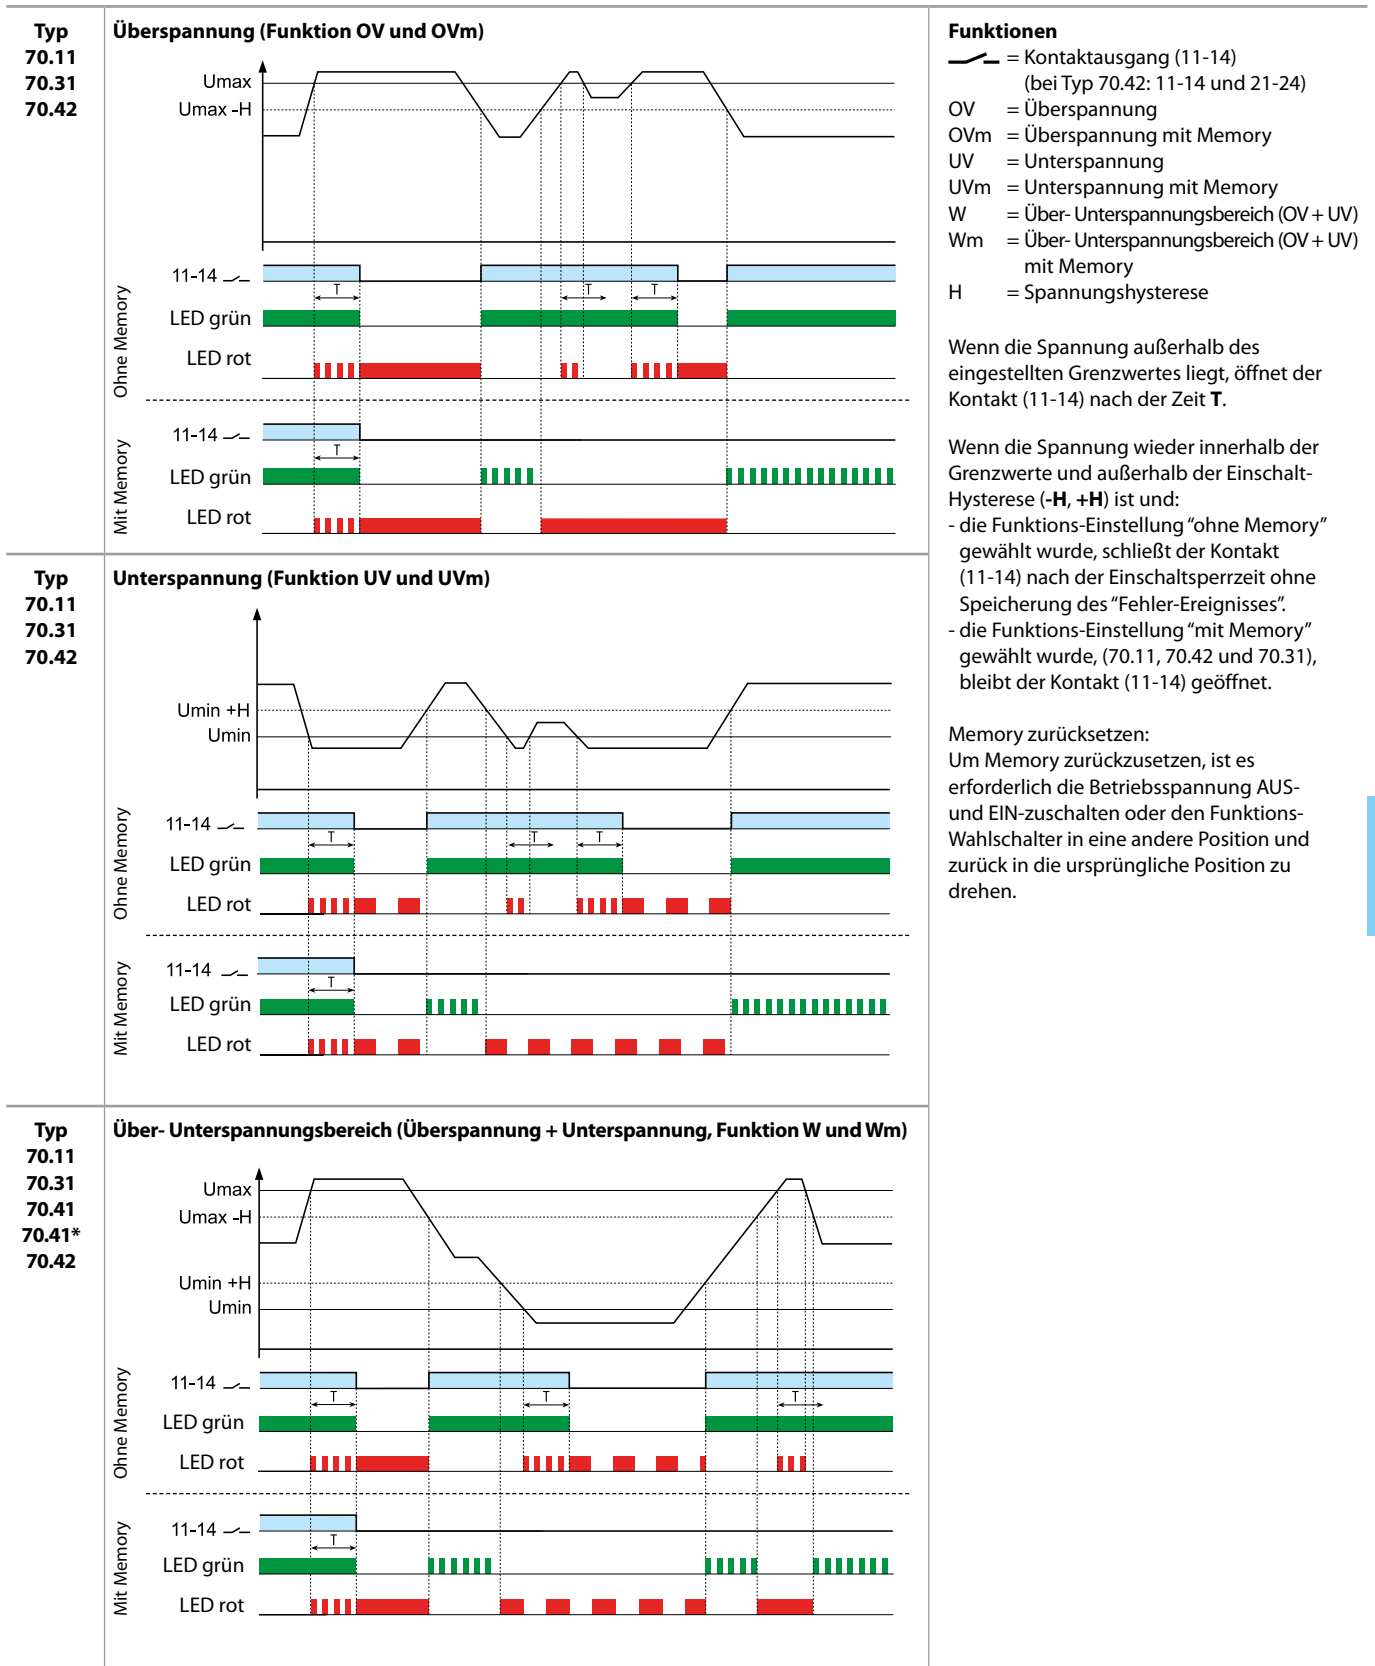 Typ
70.11
70.31
70.42
Überspannung (Funktion OV und OVm)
Umax
Umax -H
Ohne Memory
11-14
T
T
T
LED grün
LED rot
Mit Memory
11-14
T
LED grün
LED rot
Typ
70.11
70.31
70.42
Unterspannung (Funktion UV und UVm)
Umin +H
Umin
Ohne Memory
11-14
T
T
T
LED grün
LED rot
Mit Memory
11-14
T
LED grün
LED rot
Typ
70.11
70.31
70.41
70.41*
70.42
Über- Unterspannungsbereich (Überspannung + Unterspannung, Funktion W und Wm)
Umax
Umax -H
Umin +H
Umin
Ohne Memory
11-14
T
T
T
LED grün
LED rot
Mit Memory
11-14
T
LED grün
LED rot
Funktionen
= Kontaktausgang (11-14)
(bei Typ 70.42: 11-14 und 21-24)
OV = Überspannung
OVm = Überspannung mit Memory
UV = Unterspannung
UVm = Unterspannung mit Memory
W = Über- Unterspannungsbereich (OV + UV)
Wm = Über- Unterspannungsbereich (OV + UV)
mit Memory
H = Spannungshysterese
Wenn die Spannung außerhalb des
eingestellten Grenzwertes liegt, öffnet der
Kontakt (11-14) nach der Zeit T.
Wenn die Spannung wieder innerhalb der
Grenzwerte und außerhalb der Einschalt-
Hysterese (-H, +H) ist und:
- die Funktions-Einstellung “ohne Memory”
gewählt wurde, schließt der Kontakt
(11-14) nach der Einschaltsperrzeit ohne
Speicherung des “Fehler-Ereignisses”.
- die Funktions-Einstellung “mit Memory”
gewählt wurde, (70.11, 70.42 und 70.31),
bleibt der Kontakt (11-14) geöffnet.
Memory zurücksetzen:
Um Memory zurückzusetzen, ist es
erforderlich die Betriebsspannung AUS-
und EIN-zuschalten oder den Funktions-
Wahlschalter in eine andere Position und
zurück in die ursprüngliche Position zu
drehen.